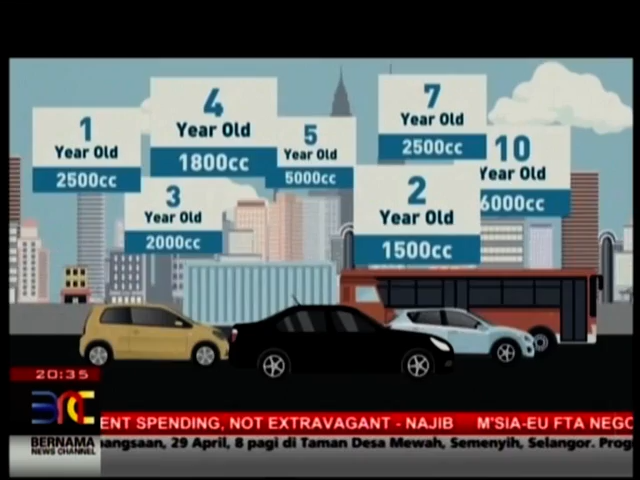 1
Year Old
2500cc
4
Year Old
1800cc
3
Year Old
2000cc
5
Year Old
5000cc
7
Year Old
2500cc
2
Year Old
1500cc
10
Year Old
6000cc
20:35
BNC
BERNAMA
NEWS CHANNEL
ENT SPENDING, NOT EXTRAVAGANT - NAJIB M'SIA-EU FTA NEGO
bangsaan, 29 April, 8 pagi di Taman Desa Mewah, Semenyih, Selangor. Prog